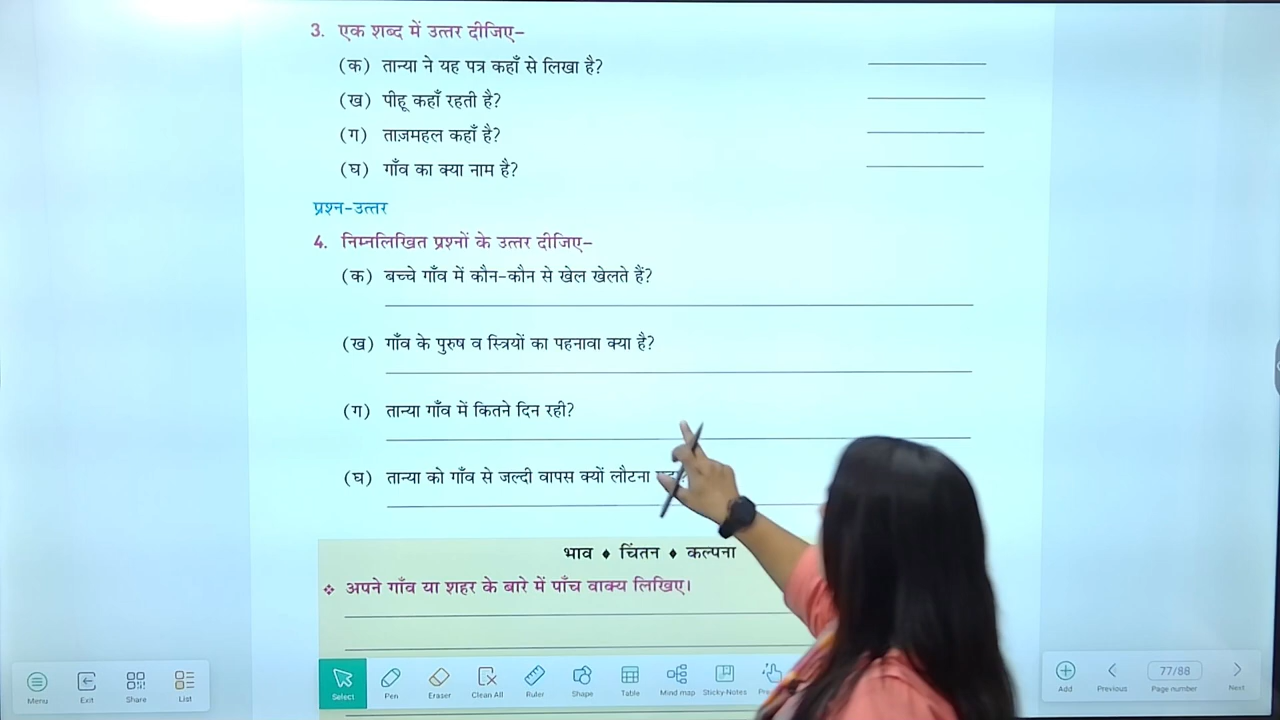 3. एक शब्द में उत्तर दीजिए–
(क) तान्या ने यह पत्र कहाँ से लिखा है?
(ख) पीहू कहाँ रहती है?
(ग) ताज़महल कहाँ है?
(घ) गाँव का क्या नाम है?
प्रश्न-उत्तर
4. निम्नलिखित प्रश्नों के उत्तर दीजिए–
(क) बच्चे गाँव में कौन-कौन से खेल खेलते हैं?
(ख) गाँव के पुरुष व स्त्रियों का पहनावा क्या है?
(ग) तान्या गाँव में कितने दिन रही?
(घ) तान्या को गाँव से जल्दी वापस क्यों लौटना
भाव ♦ चिंतन ♦ कल्पना
❖ अपने गाँव या शहर के बारे में पाँच वाक्य लिखिए।
Menu Exit Share List Select Pen Eraser Clean All Ruler Shape Table Mind map Sticky-Notes Add Previous 77/88 Page number Next